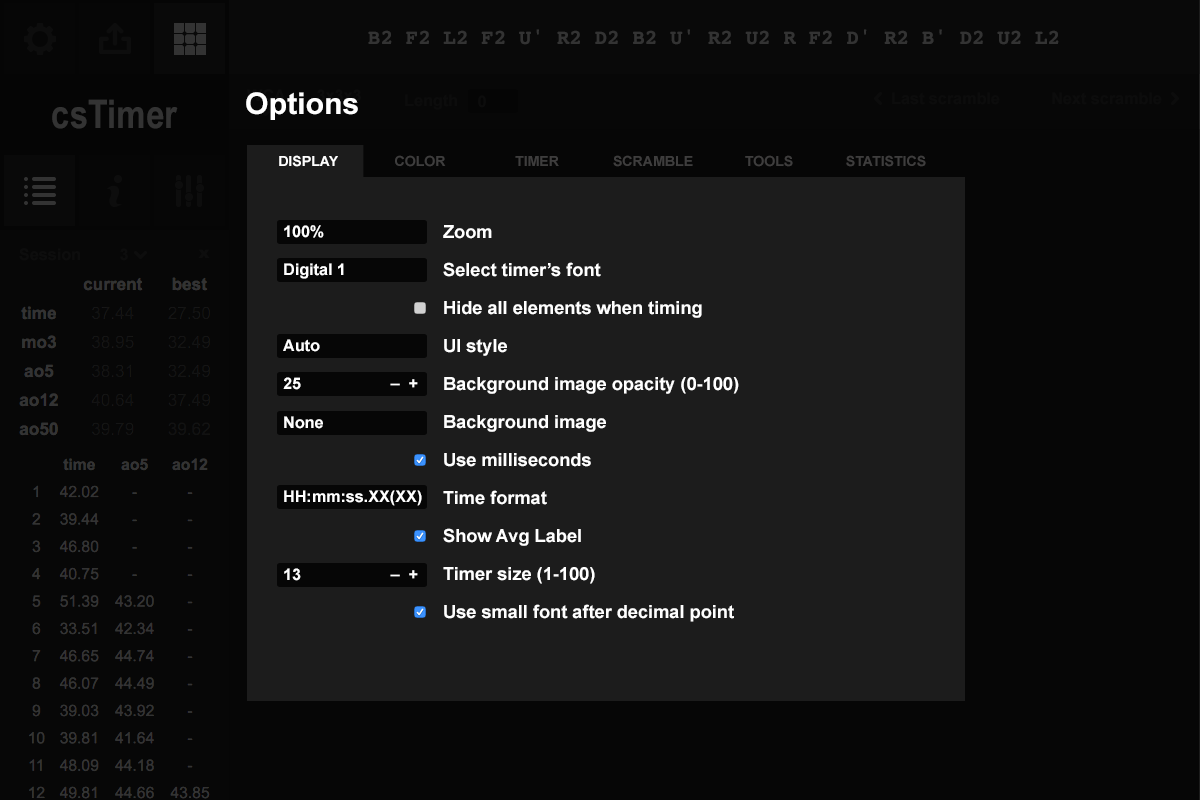 B2 F2 L2 F2 U' R2 D2 B2 U' R2 U2 R F2 D' R2 B' D2 U2 L2
Length 0
< Last scramble Next scramble >
csTimer
Options
DISPLAY COLOR TIMER SCRAMBLE TOOLS STATISTICS
100% Zoom
Digital 1 Select timer’s font
Hide all elements when timing
Auto UI style
25 – + Background image opacity (0-100)
None Background image
Use milliseconds
HH:mm:ss.XX(XX) Time format
Show Avg Label
13 – + Timer size (1-100)
Use small font after decimal point
Session 3 ×
current best
time 37.44 27.50
mo3 38.95 32.49
ao5 38.31 32.49
ao12 40.64 37.49
ao50 39.79 39.62
time ao5 ao12
1 42.02 - -
2 39.44 - -
3 46.80 - -
4 40.75 - -
5 51.39 43.20 -
6 33.51 42.34 -
7 46.65 44.74 -
8 46.07 44.49 -
9 39.03 43.92 -
10 39.81 41.64 -
11 48.09 44.18 -
12 49.81 44.66 43.85